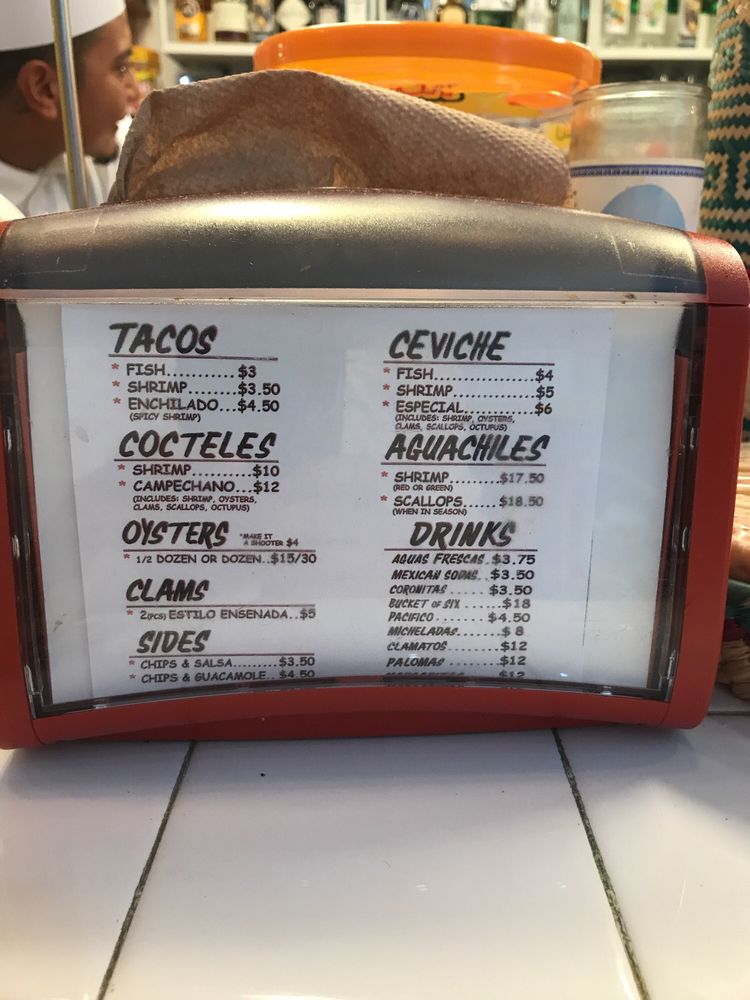 TACOS
* FISH...........$3
* SHRIMP.......$3.50
* ENCHILADO...$4.50
(SPICY SHRIMP)
COCTELES
* SHRIMP..........$10
* CAMPECHANO...$12
(INCLUDES: SHRIMP, OYSTERS,
CLAMS, SCALLOPS, OCTUPUS)
OYSTERS *MAKE IT
A SHOOTER $4
* 1/2 DOZEN OR DOZEN..$15/30
CLAMS
* 2(PCS) ESTILO ENSENADA..$5
SIDES
* CHIPS & SALSA.........$3.50
* CHIPS & GUACAMOLE..$4.50
CEVICHE
* FISH................$4
* SHRIMP.............$5
* ESPECIAL...........$6
(INCLUDES: SHRIMP, OYSTERS,
CLAMS, SCALLOPS, OCTUPUS)
AGUACHILES
* SHRIMP........$17.50
(RED OR GREEN)
* SCALLOPS......$18.50
(WHEN IN SEASON)
DRINKS
AGUAS FRESCAS.$3.75
MEXICAN SODAS..$3.50
CORONITAS......$3.50
BUCKET OF SIX......$18
PACIFICO.......$4.50
MICHELADAS......$8
CLAMATOS.......$12
PALOMAS.......$12
$12